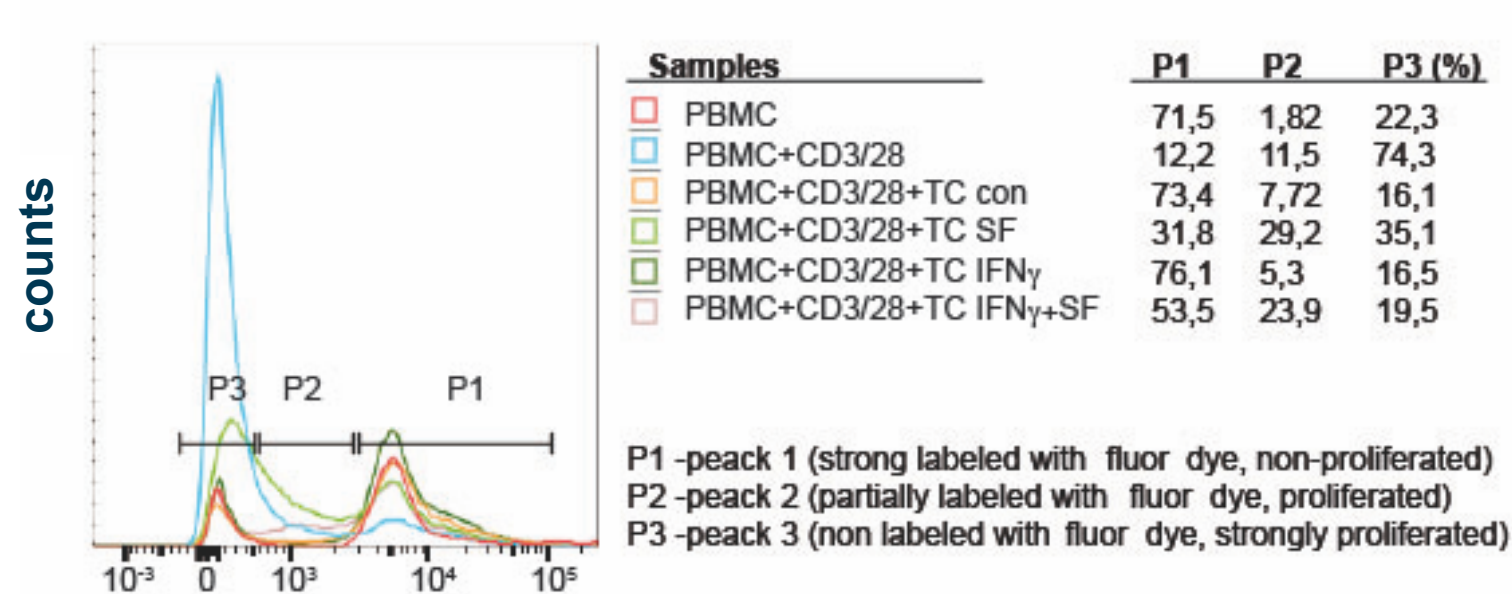 counts
P3 P2 P1
10-3 0 10³ 10⁴ 10⁵
Samples P1 P2 P3 (%)
PBMC 71,5 1,82 22,3
PBMC+CD3/28 12,2 11,5 74,3
PBMC+CD3/28+TC con 73,4 7,72 16,1
PBMC+CD3/28+TC SF 31,8 29,2 35,1
PBMC+CD3/28+TC IFNγ 76,1 5,3 16,5
PBMC+CD3/28+TC IFNγ+SF 53,5 23,9 19,5
P1 -peack 1 (strong labeled with fluor dye, non-proliferated)
P2 -peack 2 (partially labeled with fluor dye, proliferated)
P3 -peack 3 (non labeled with fluor dye, strongly proliferated)